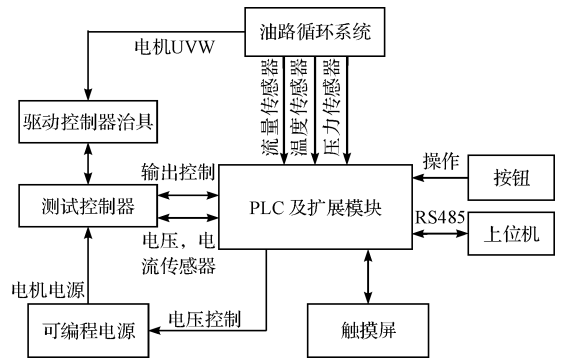 油路循环系统
电机UVW
流量传感器
温度传感器
压力传感器
驱动控制器治具
输出控制
操作
按钮
测试控制器
PLC 及扩展模块
RS485
上位机
电压，电
流传感器
电机电源
电压控制
可编程电源
触摸屏